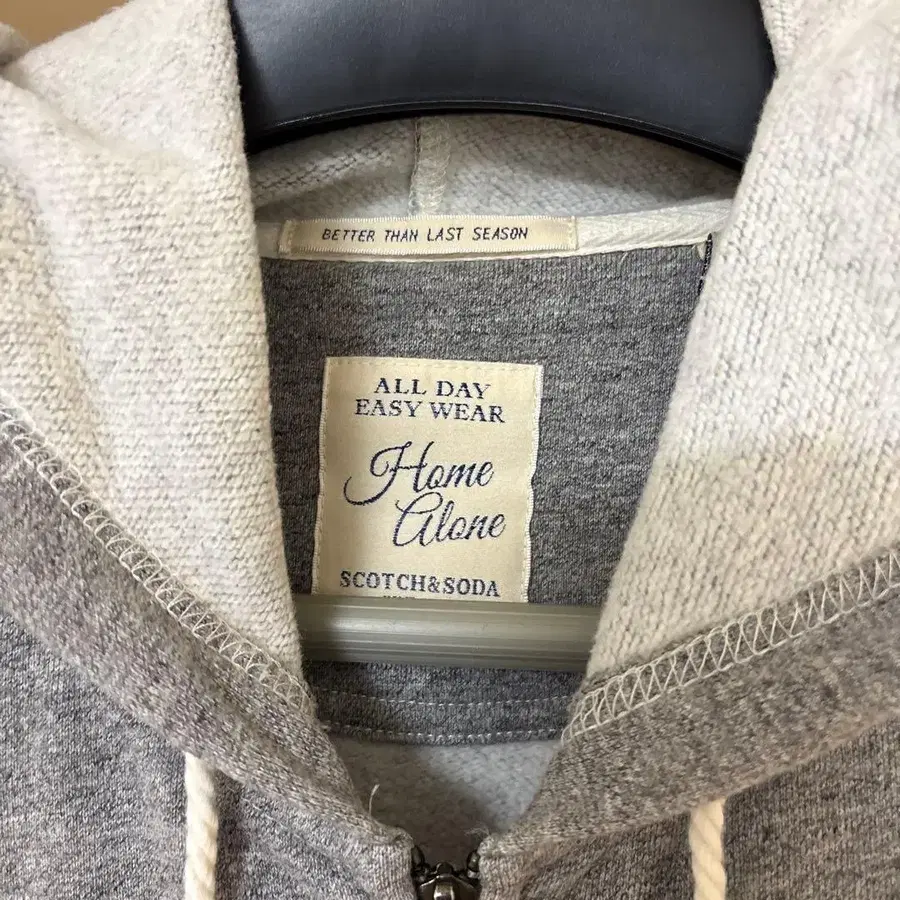 BETTER THAN LAST SEASON
ALL DAY
EASY WEAR
Home
Alone
SCOTCH&SODA